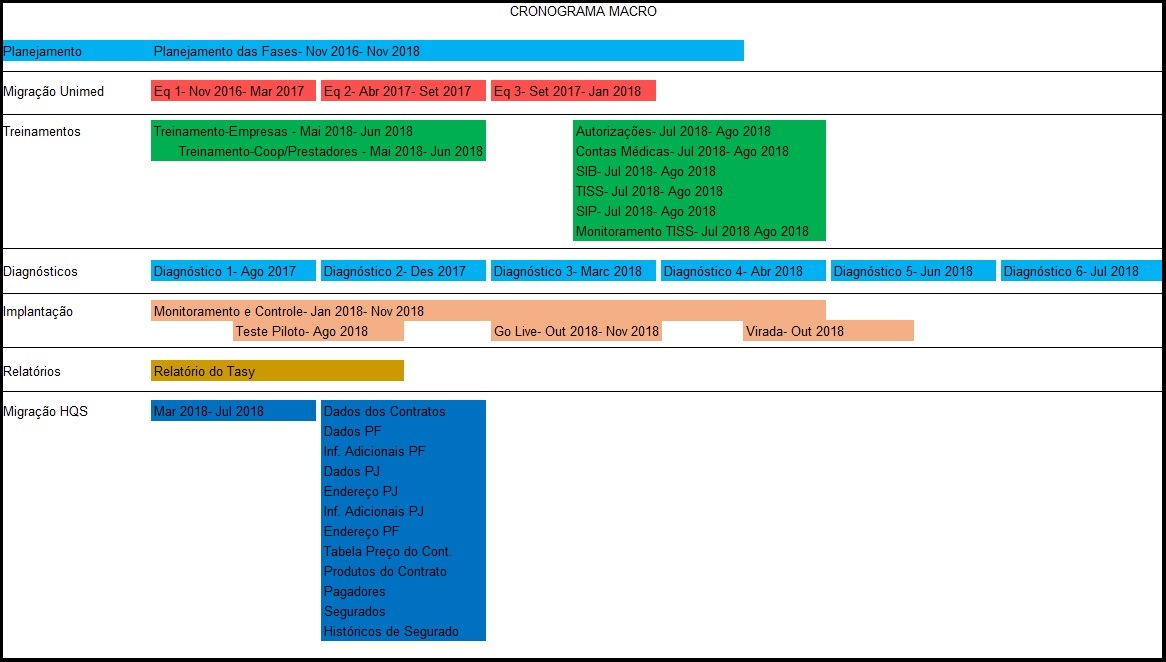 CRONOGRAMA MACRO
Planejamento Planejamento das Fases- Nov 2016- Nov 2018
Migração Unimed Eq 1- Nov 2016- Mar 2017 Eq 2- Abr 2017- Set 2017 Eq 3- Set 2017- Jan 2018
Treinamentos Treinamento-Empresas - Mai 2018- Jun 2018 Autorizações- Jul 2018- Ago 2018
Treinamento-Coop/Prestadores - Mai 2018- Jun 2018 Contas Médicas- Jul 2018- Ago 2018
SIB- Jul 2018- Ago 2018
TISS- Jul 2018- Ago 2018
SIP- Jul 2018- Ago 2018
Monitoramento TISS- Jul 2018 Ago 2018
Diagnósticos Diagnóstico 1- Ago 2017 Diagnóstico 2- Des 2017 Diagnóstico 3- Marc 2018 Diagnóstico 4- Abr 2018 Diagnóstico 5- Jun 2018 Diagnóstico 6- Jul 2018
Implantação Monitoramento e Controle- Jan 2018- Nov 2018
Teste Piloto- Ago 2018 Go Live- Out 2018- Nov 2018 Virada- Out 2018
Relatórios Relatório do Tasy
Migração HQS Mar 2018- Jul 2018 Dados dos Contratos
Dados PF
Inf. Adicionais PF
Dados PJ
Endereço PJ
Inf. Adicionais PJ
Endereço PF
Tabela Preço do Cont.
Produtos do Contrato
Pagadores
Segurados
Históricos de Segurado